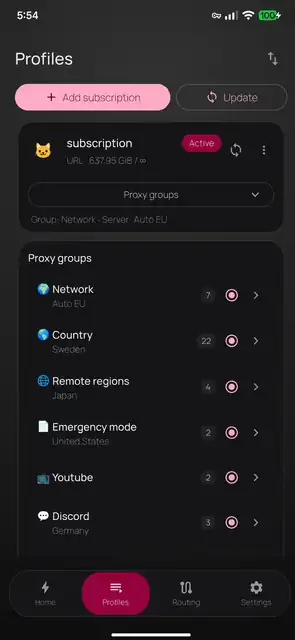 5:54
100
Profiles
+ Add subscription
Update
subscription
Active
URL · 637.95 GiB / ∞
Proxy groups
Group: Network · Server: Auto EU
Proxy groups
Network
7
Auto EU
Country
22
Sweden
Remote regions
4
Japan
Emergency mode
2
United States
Youtube
2
Discord
3
Germany
Home
Profiles
Routing
Settings